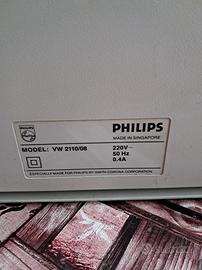 PHILIPS
MADE IN SINGAPORE
MODEL: VW 2110/08
220V ~
50 Hz
0.4A
ESPECIALLY MADE FOR PHILIPS BY SMITH CORONA CORPORATION